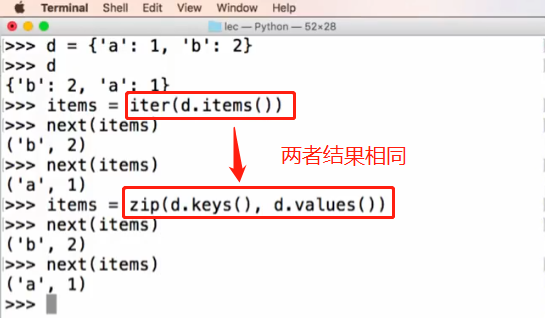 Terminal Shell Edit View Window Help
lec — Python — 52×28
>>> d = {'a': 1, 'b': 2}
>>> d
{'b': 2, 'a': 1}
>>> items = iter(d.items())
>>> next(items)
('b', 2)
>>> next(items)
两者结果相同
('a', 1)
>>> items = zip(d.keys(), d.values())
>>> next(items)
('b', 2)
>>> next(items)
('a', 1)
>>>